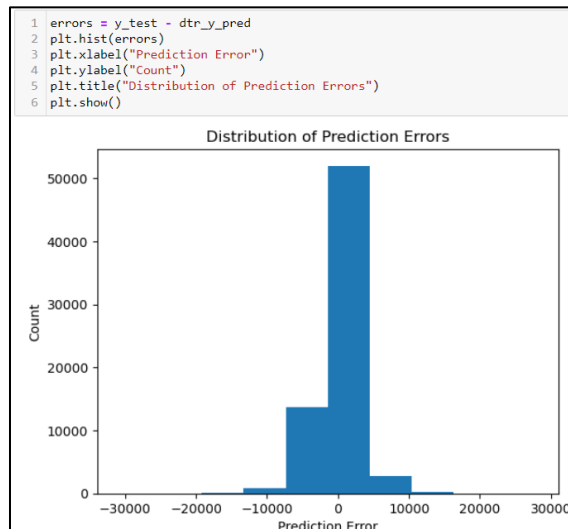 1 errors = y_test - dtr_y_pred
2 plt.hist(errors)
3 plt.xlabel("Prediction Error")
4 plt.ylabel("Count")
5 plt.title("Distribution of Prediction Errors")
6 plt.show()
Distribution of Prediction Errors
50000
40000
30000
20000
10000
0
Count
−30000 −20000 −10000 0 10000 20000 30000
Prediction Error